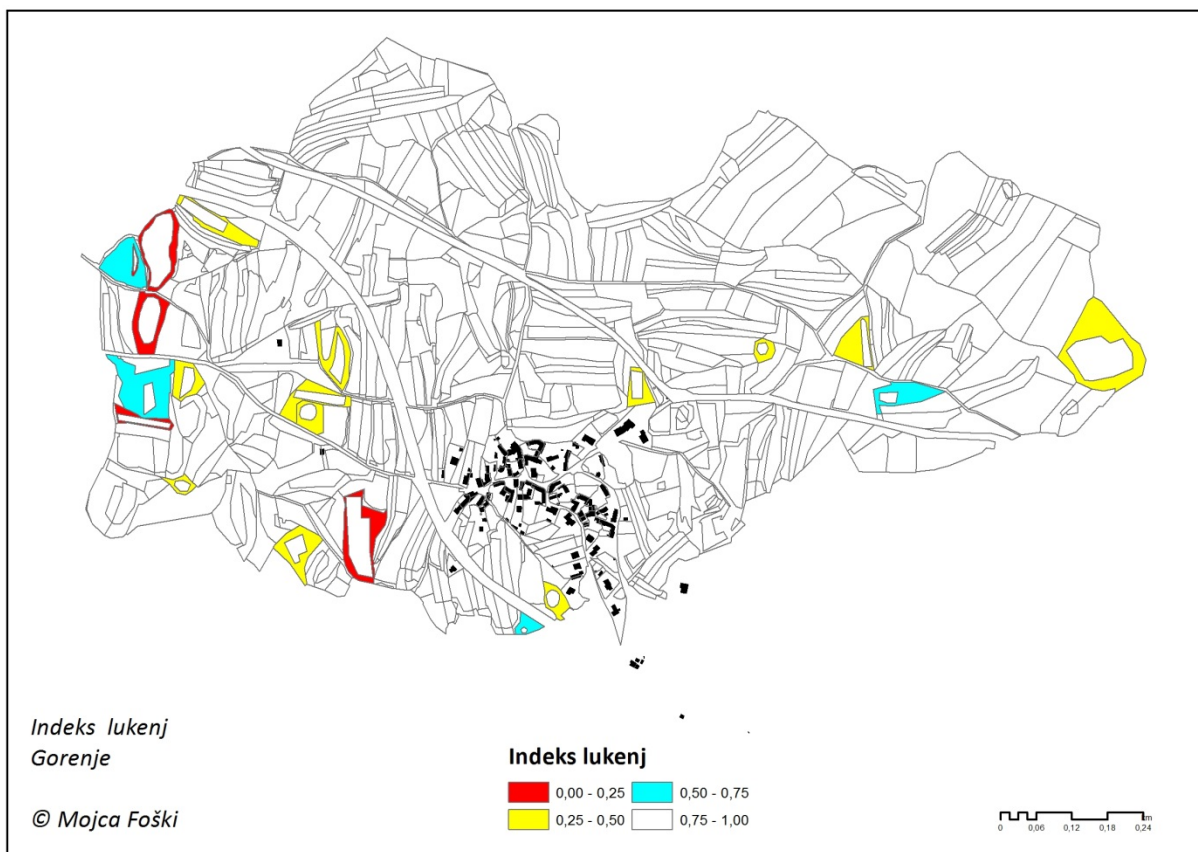 Indeks lukenj
Gorenje
© Mojca Foški
Indeks lukenj
0,00 - 0,25
0,50 - 0,75
0,25 - 0,50
0,75 - 1,00
m
0 0,06 0,12 0,18 0,24